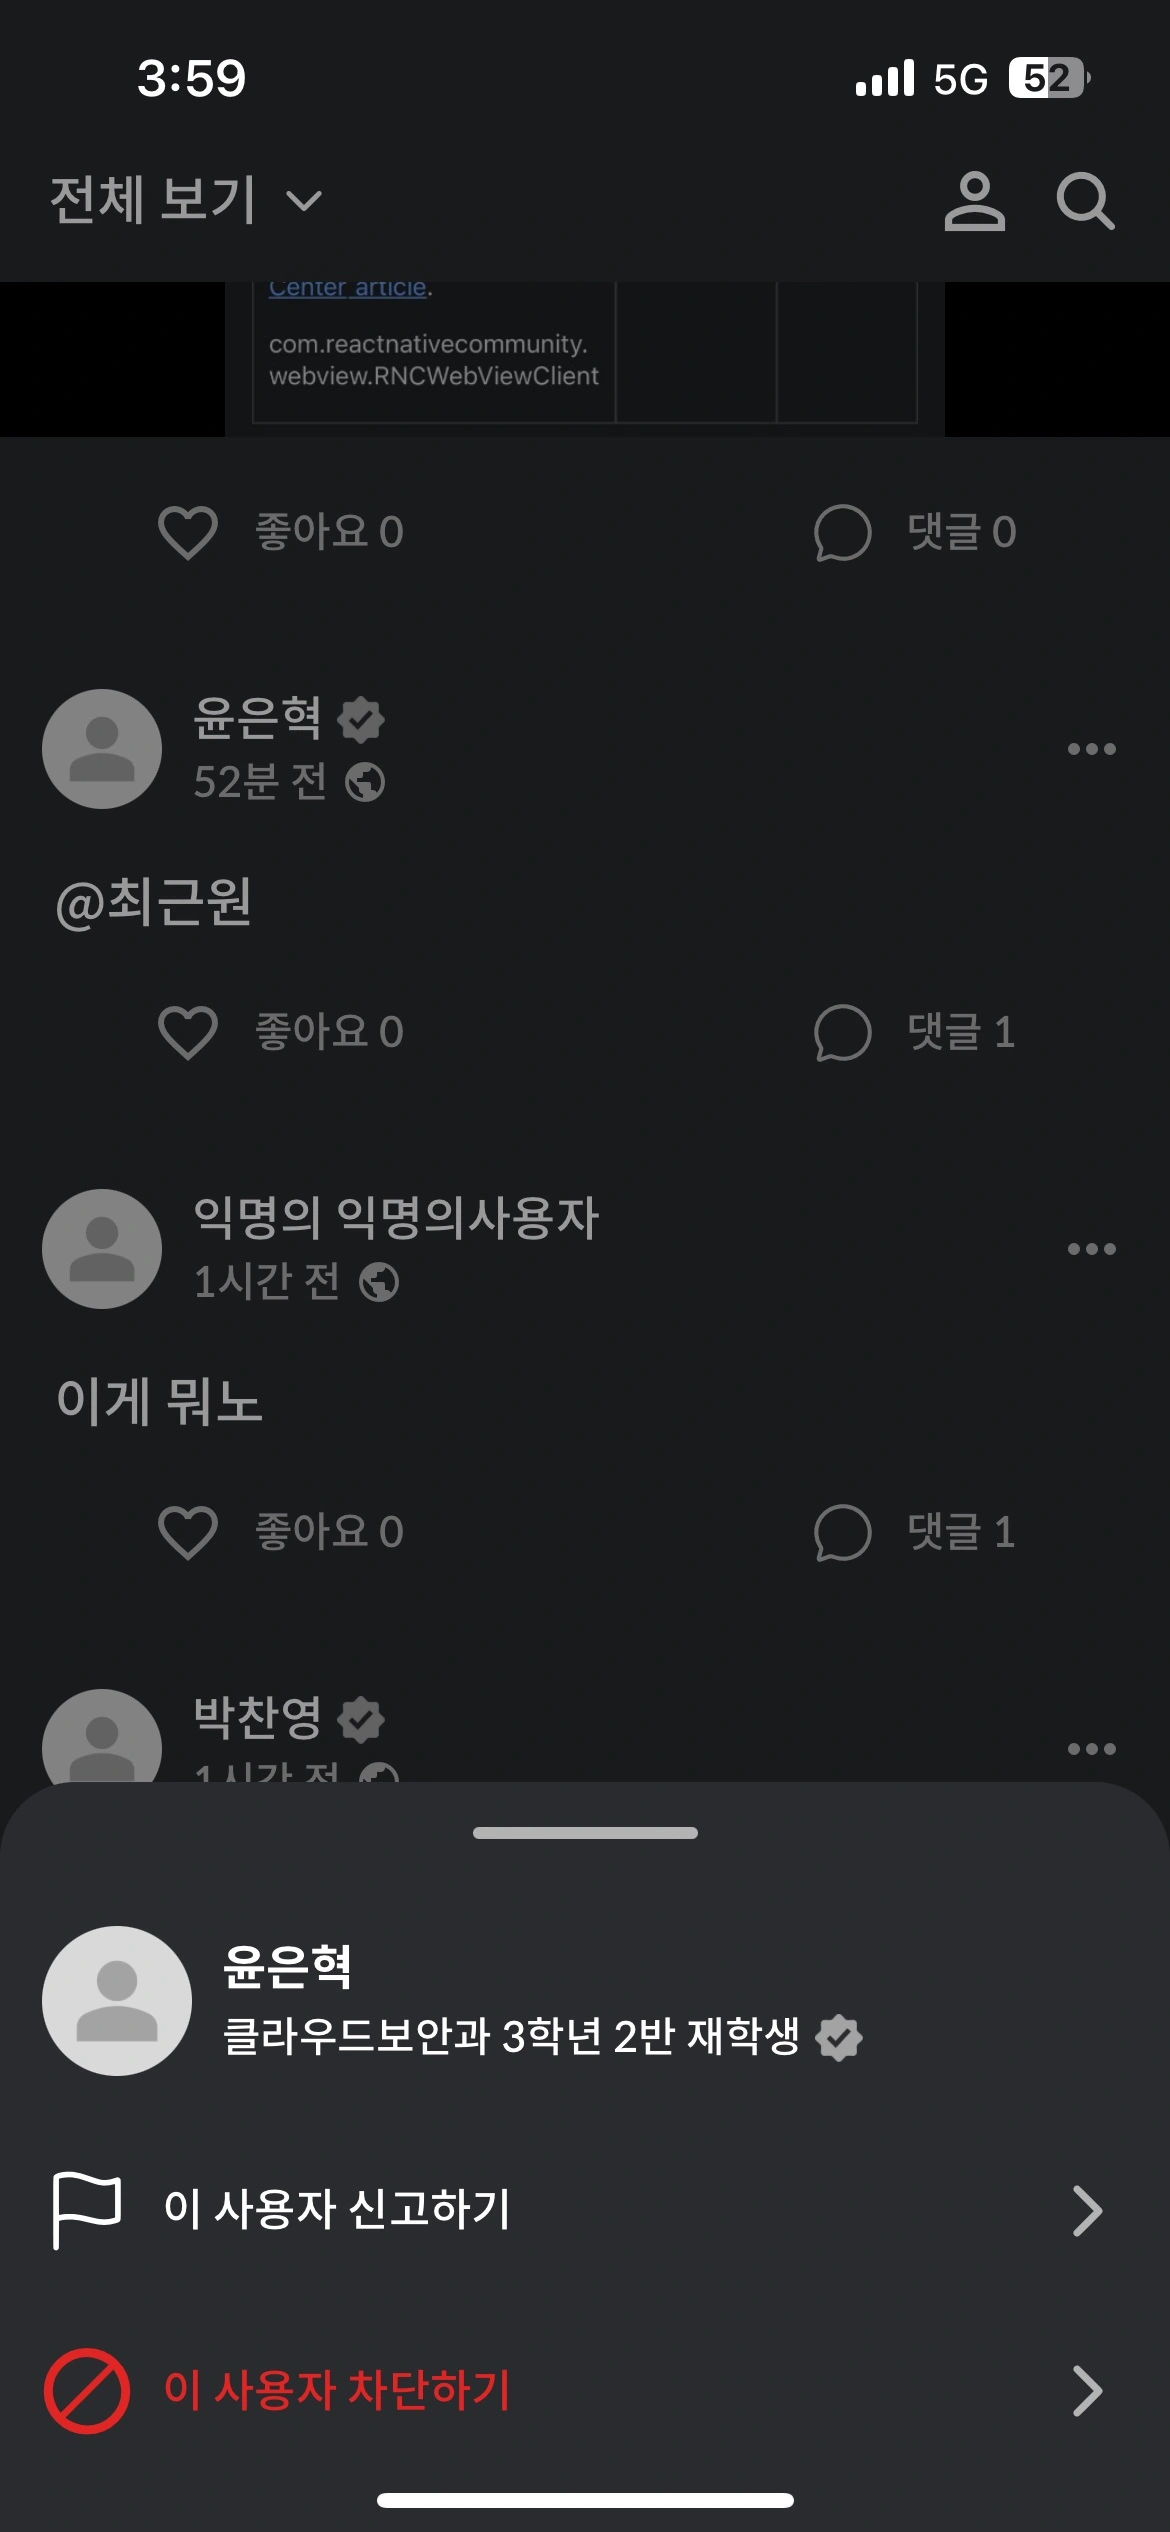 3:59
5G
52
전체 보기
Center article.
com.reactnativecommunity.
webview.RNCWebViewClient
좋아요 0
댓글 0
윤은혁
52분 전
@최근원
좋아요 0
댓글 1
익명의 익명의사용자
1시간 전
이게 뭐노
좋아요 0
댓글 1
박찬영
1시간 전
윤은혁
클라우드보안과 3학년 2반 재학생
이 사용자 신고하기
이 사용자 차단하기